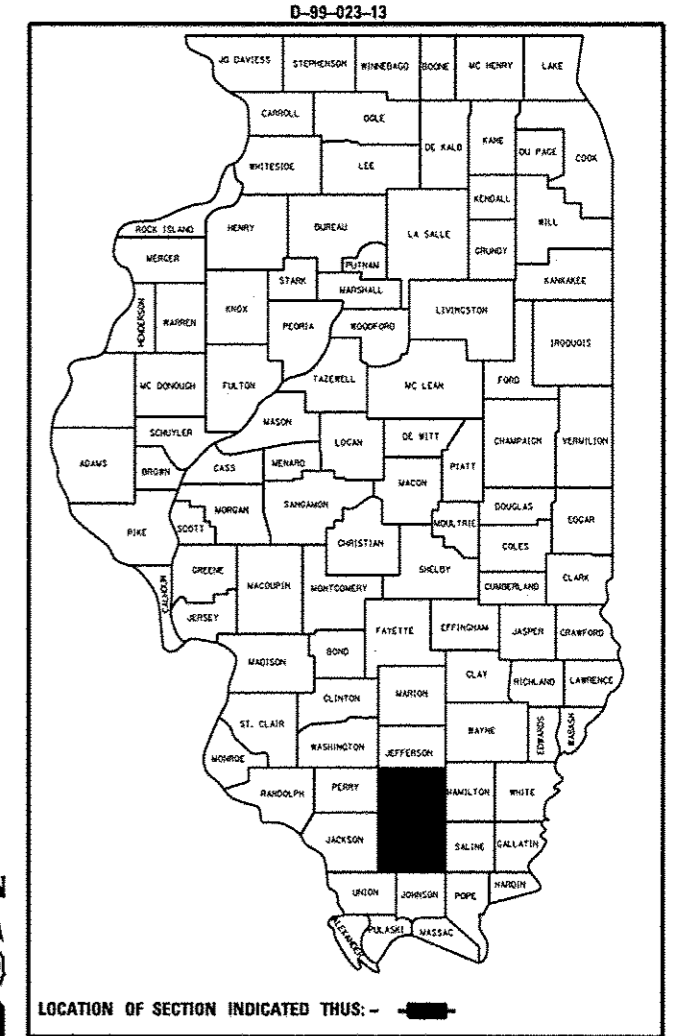 D-99-023-13
JO DAVIESS STEPHENSON WINNEBAGO BOONE MC HENRY LAKE
CARROLL OGLE DE KALB KANE DU PAGE COOK
WHITESIDE LEE KENDALL WILL
ROCK ISLAND HENRY BUREAU LA SALLE GRUNDY
MERCER PUTNAM KANKAKEE
STARK MARSHALL LIVINGSTON
HENDERSON WARREN KNOX PEORIA WOODFORD IROQUOIS
MC DONOUGH FULTON TAZEWELL MC LEAN FORD
SCHUYLER MASON LOGAN DE WITT CHAMPAIGN VERMILION
ADAMS BROWN CASS MENARD PIATT
MACON
PIKE SCOTT MORGAN SANGAMON MOULTRIE DOUGLAS EDGAR
CHRISTIAN COLES
CALHOUN GREENE MACOUPIN MONTGOMERY SHELBY CUMBERLAND CLARK
JERSEY FAYETTE EFFINGHAM JASPER CRAWFORD
MADISON BOND
CLINTON MARION CLAY RICHLAND LAWRENCE
ST. CLAIR WAYNE EDWARDS WABASH
MONROE WASHINGTON JEFFERSON
RANDOLPH PERRY HAMILTON WHITE
JACKSON SALINE GALLATIN
UNION JOHNSON POPE HARDIN
ALEXANDER PULASKI MASSAC
LOCATION OF SECTION INDICATED THUS: -